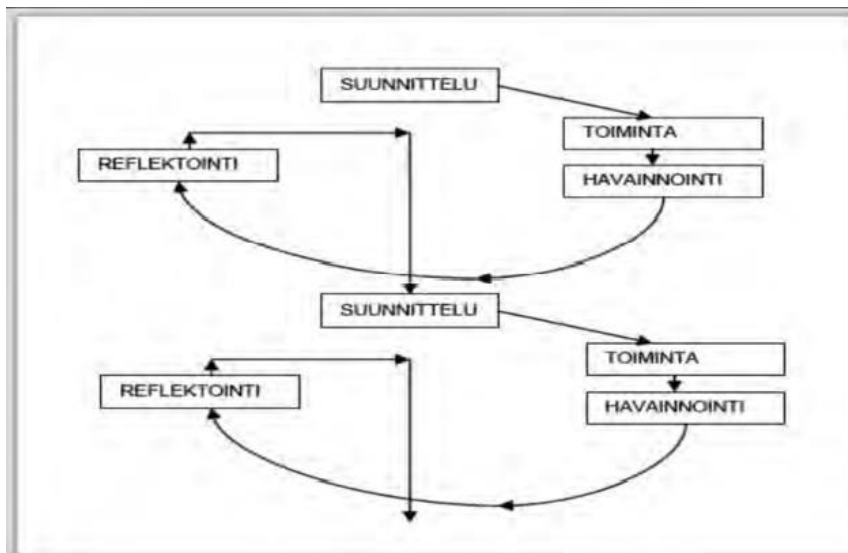 SUUNNITTELU
TOIMINTA
HAVAINNOINTI
REFLEKTOINTI
SUUNNITTELU
TOIMINTA
HAVAINNOINTI
REFLEKTOINTI